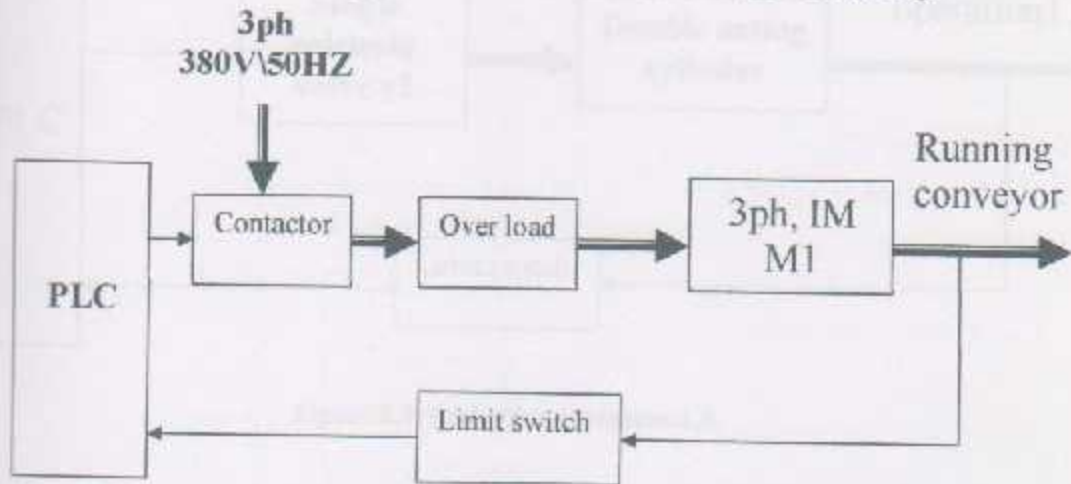 3ph
380V\50HZ
Running
conveyor
Contactor
Over load
3ph, IM
M1
PLC
Limit switch